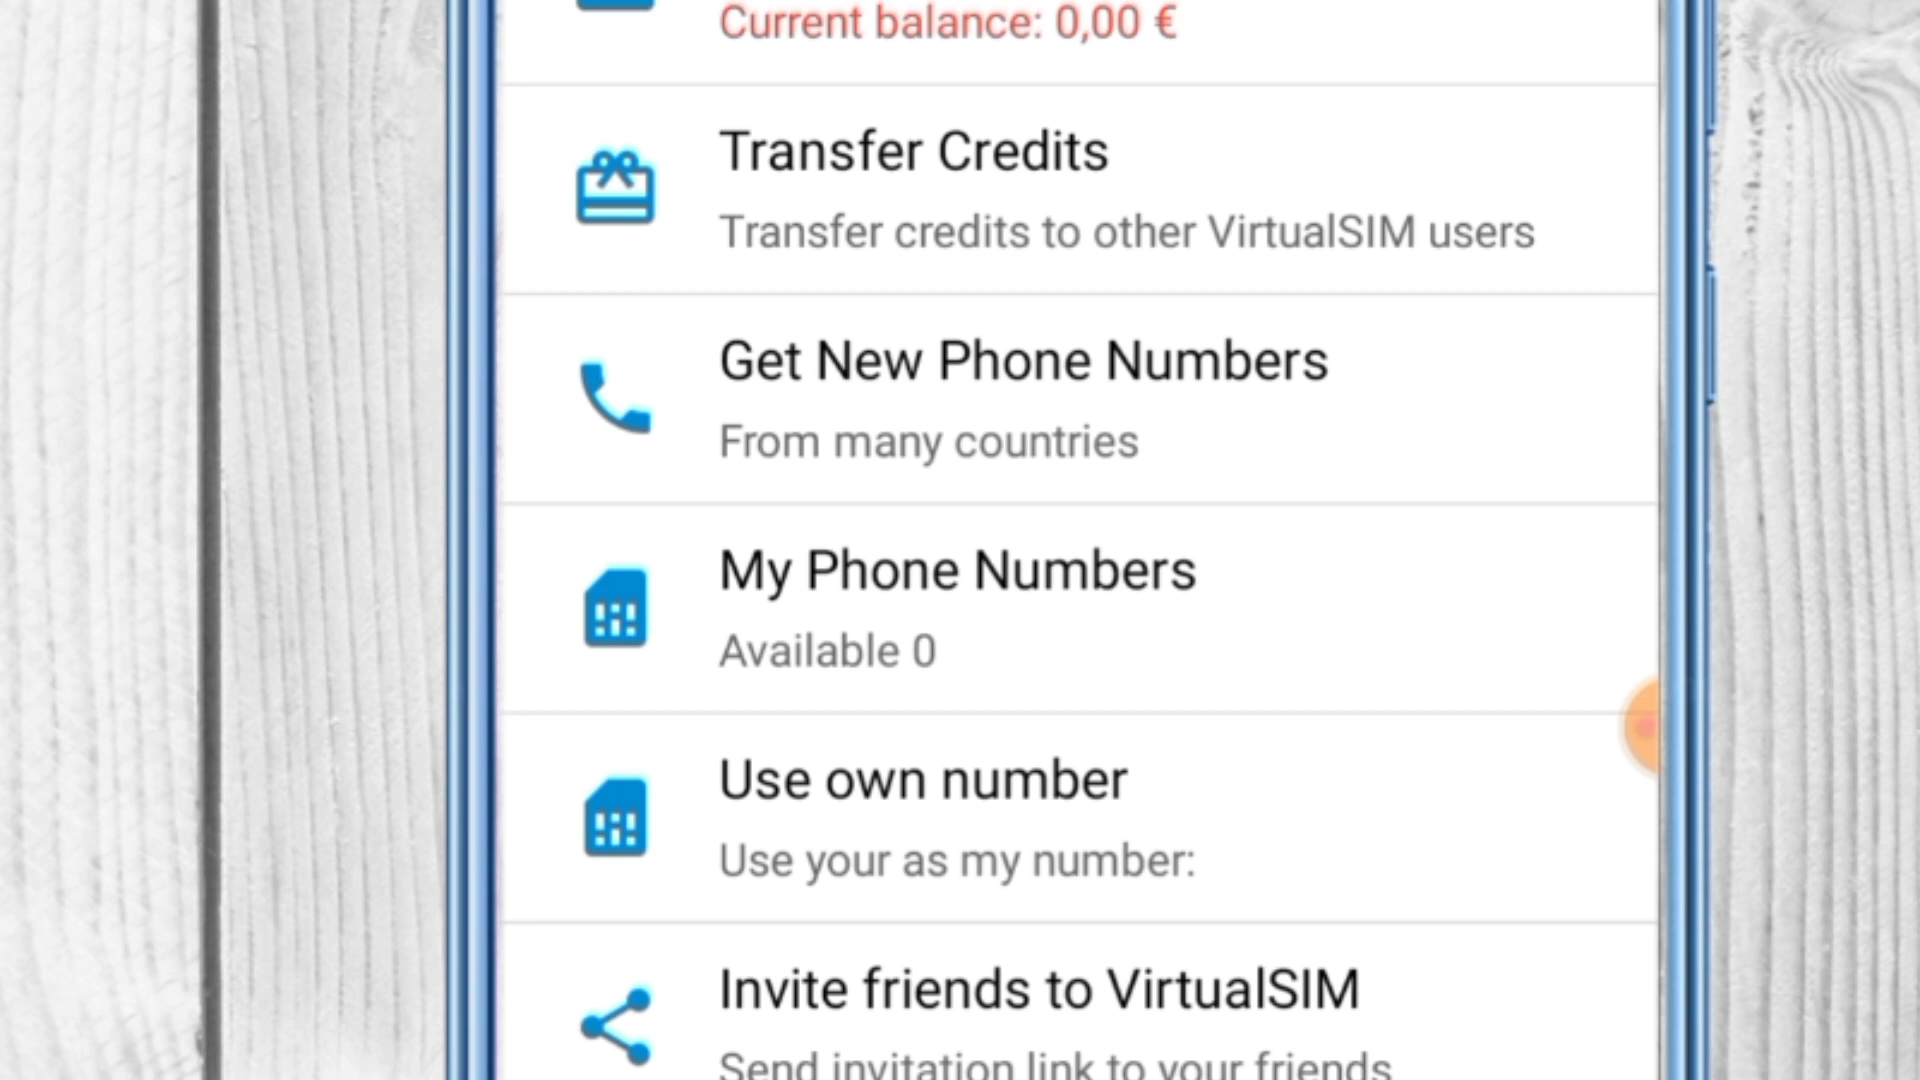 Current balance: 0,00 €
Transfer Credits
Transfer credits to other VirtualSIM users
Get New Phone Numbers
From many countries
My Phone Numbers
Available 0
Use own number
Use your as my number:
Invite friends to VirtualSIM
Send invitation link to your friends